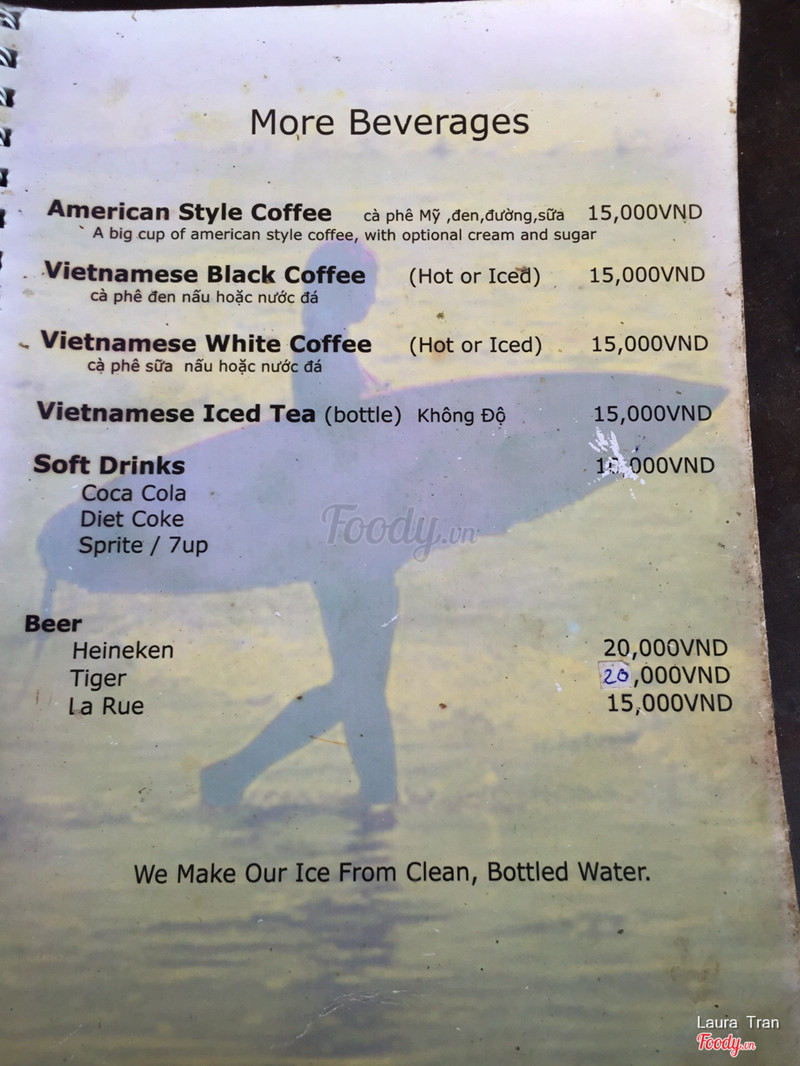 More Beverages
American Style Coffee cà phê Mỹ ,đen,đường,sữa 15,000VND
A big cup of american style coffee, with optional cream and sugar
Vietnamese Black Coffee (Hot or Iced) 15,000VND
cà phê đen nấu hoặc nước đá
Vietnamese White Coffee (Hot or Iced) 15,000VND
cà phê sữa nấu hoặc nước đá
Vietnamese Iced Tea (bottle) Không Độ 15,000VND
Soft Drinks
Coca Cola
Diet Coke
Sprite / 7up
Foody.vn
Beer
Heineken 20,000VND
Tiger 20,000VND
La Rue 15,000VND
We Make Our Ice From Clean, Bottled Water.
Laura Tran
Foody.vn